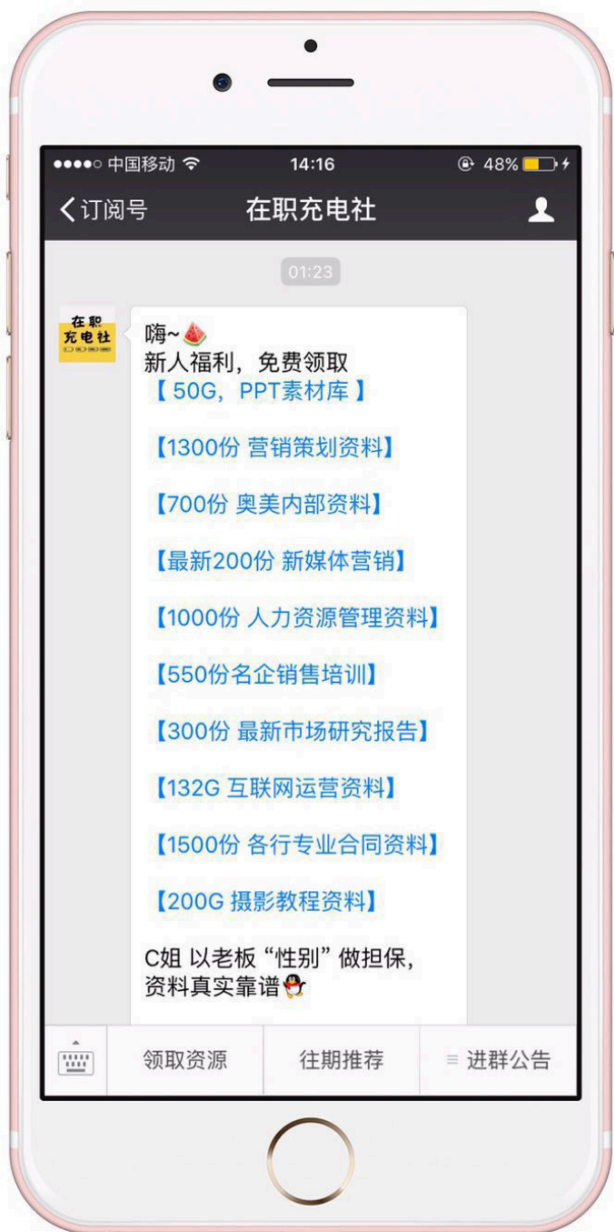 中国移动 14:16 48%
订阅号 在职充电社
01:23
在职
充电社
嗨~
新人福利，免费领取
【 50G，PPT素材库 】
【1300份 营销策划资料】
【700份 奥美内部资料】
【最新200份 新媒体营销】
【1000份 人力资源管理资料】
【550份名企销售培训】
【300份 最新市场研究报告】
【132G 互联网运营资料】
【1500份 各行专业合同资料】
【200G 摄影教程资料】
C姐 以老板 “性别” 做担保，
资料真实靠谱
领取资源 往期推荐 进群公告